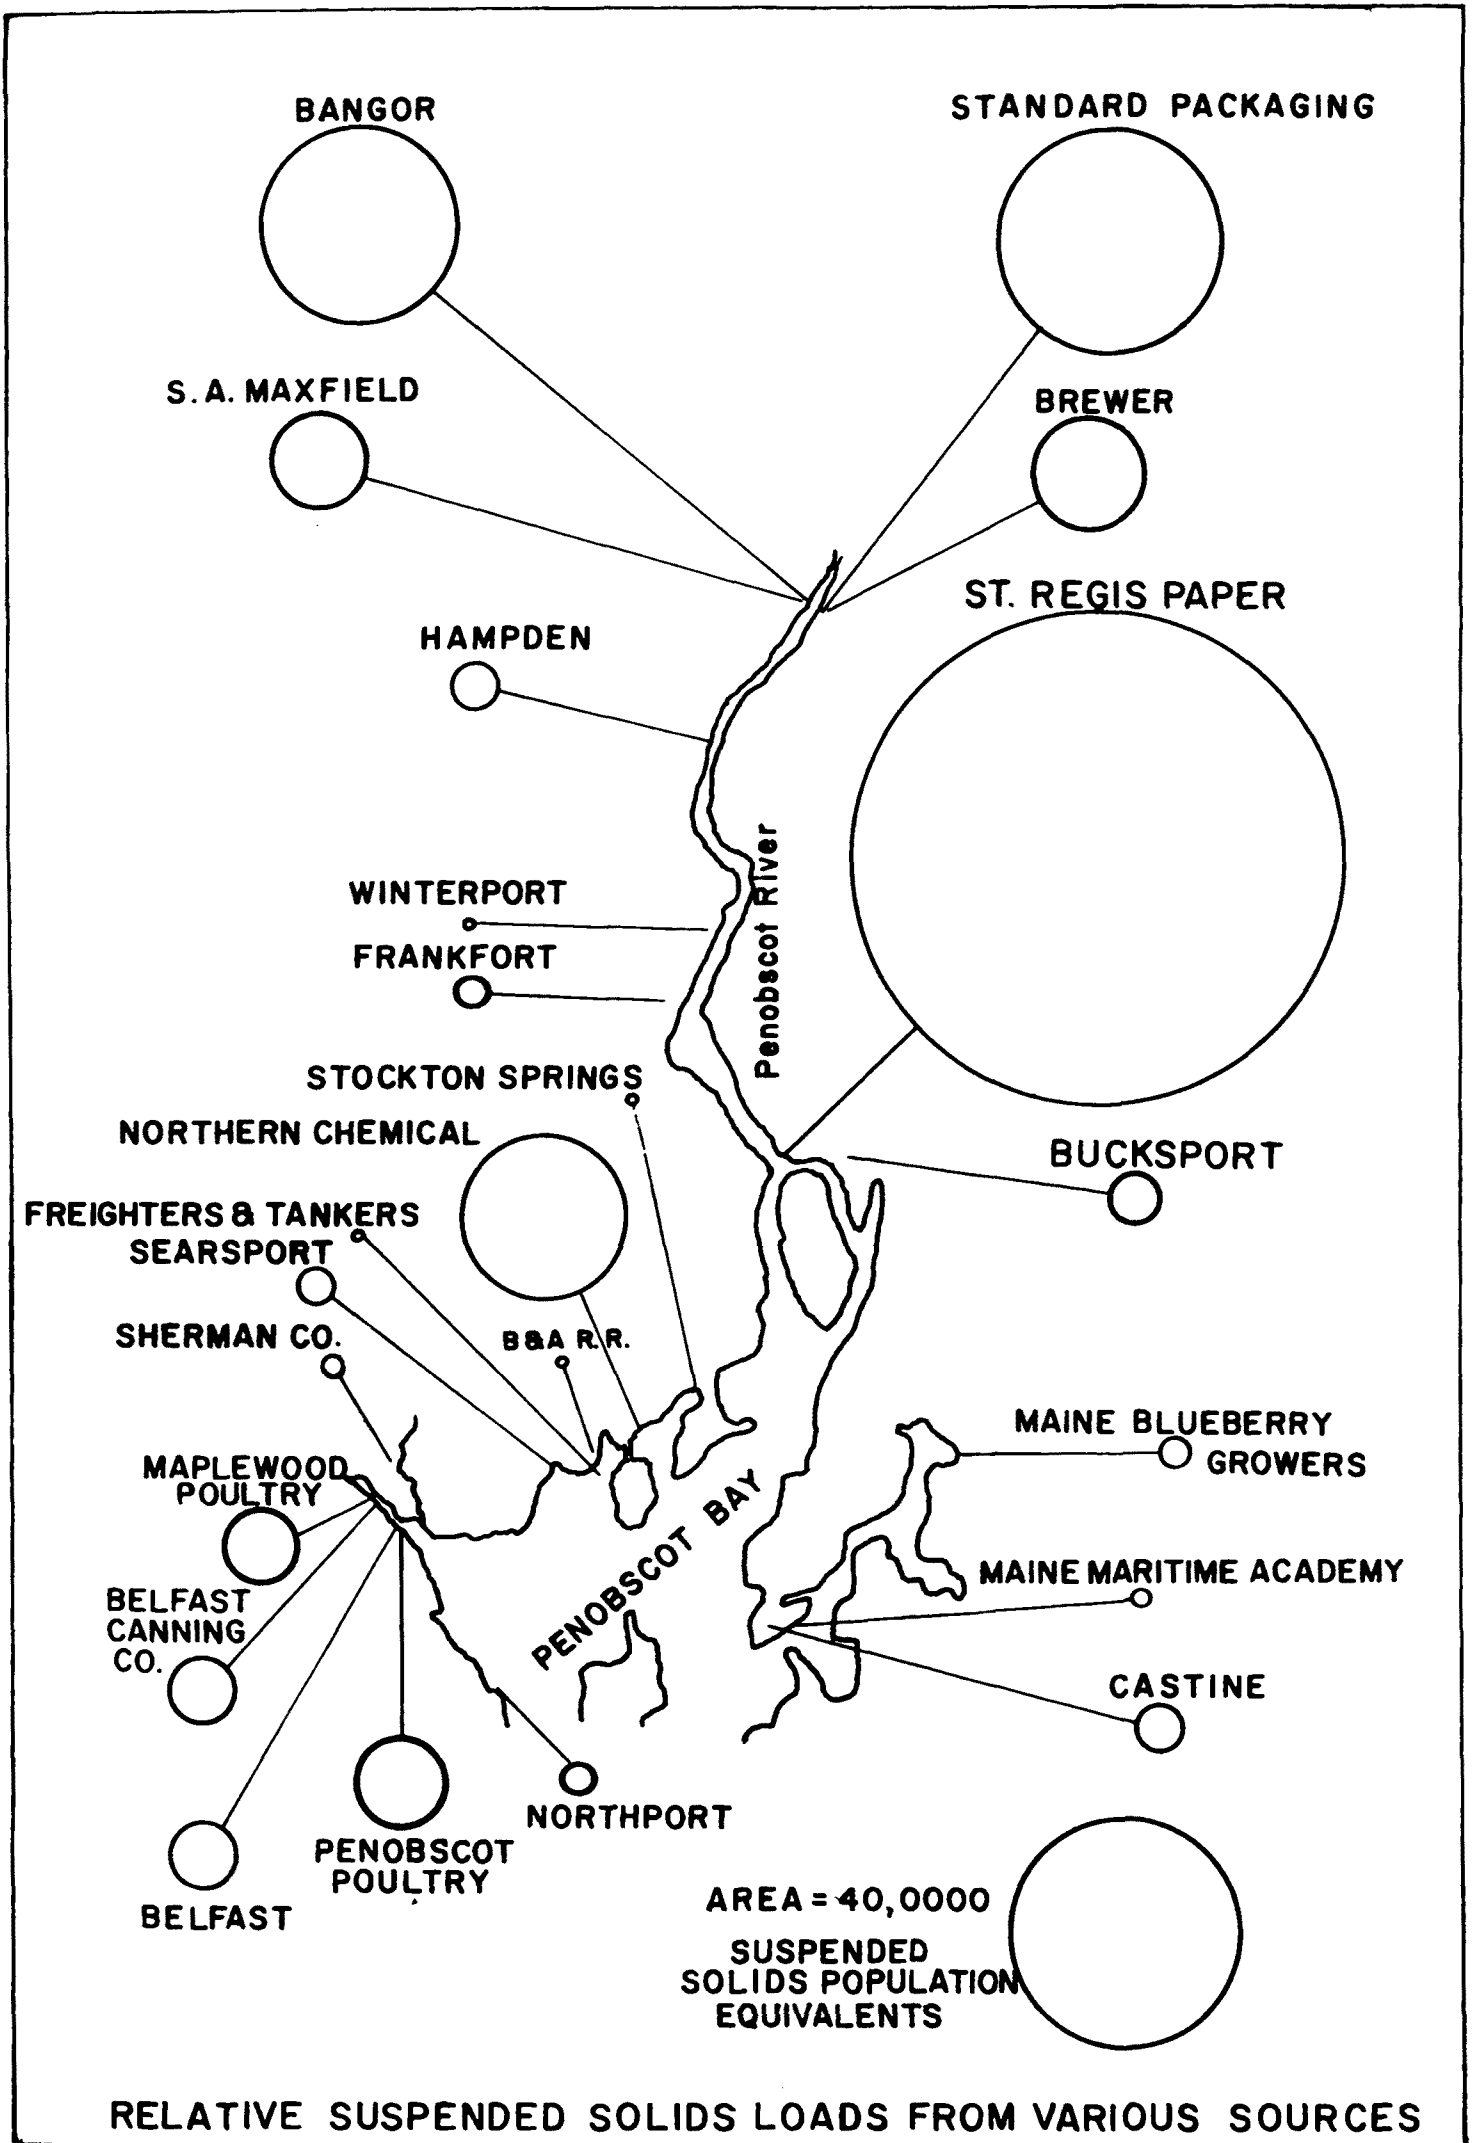 BANGOR
STANDARD PACKAGING
S.A. MAXFIELD
BREWER
ST. REGIS PAPER
HAMPDEN
Penobscot River
WINTERPORT
FRANKFORT
STOCKTON SPRINGS
NORTHERN CHEMICAL
BUCKSPORT
FREIGHTERS & TANKERS
SEARSPORT
SHERMAN CO.
B&A R.R.
MAINE BLUEBERRY
GROWERS
MAPLEWOOD
POULTRY
PENOBSCOT BAY
MAINE MARITIME ACADEMY
BELFAST
CANNING
CO.
CASTINE
NORTHPORT
PENOBSCOT
POULTRY
BELFAST
AREA = 40,0000
SUSPENDED
SOLIDS POPULATION
EQUIVALENTS
RELATIVE SUSPENDED SOLIDS LOADS FROM VARIOUS SOURCES